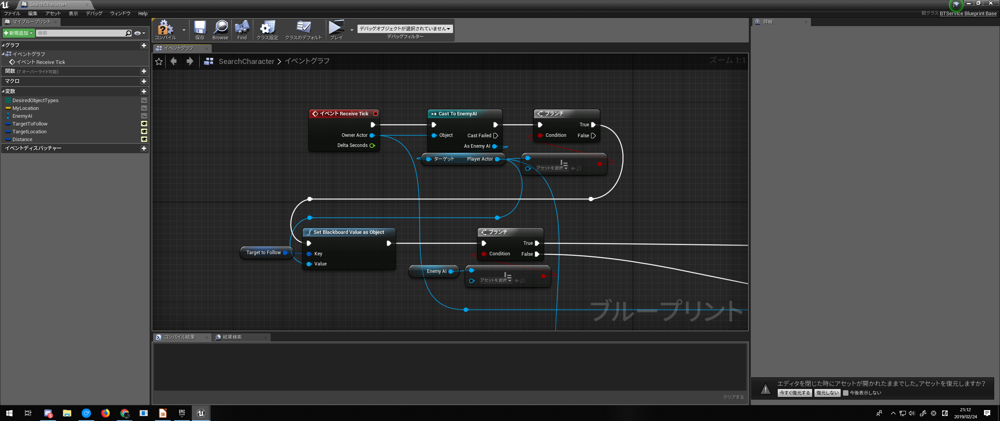 SearchCharacter*
ファイル 編集 アセット 表示 デバッグ ウィンドウ Help
親クラス BTService Blueprint Base
マイブループリント
新規追加 検索
グラフ
イベントグラフ
イベント Receive Tick
関数 (7 オーバーライド可能)
マクロ
変数
DesiredObjectTypes
MyLocation
EnemyAI
TargetToFollow
TargetLocation
Distance
イベントディスパッチャー
コンパイル 保存 Browse Find クラス設定 クラスのデフォルト プレイ
デバッグオブジェクトが選択されていません
デバッグフィルター
イベントグラフ
SearchCharacter > イベントグラフ
ズーム 1:1
イベント Receive Tick
Owner Actor
Delta Seconds
Cast To EnemyAI
Object Cast Failed
As Enemy AI
ターゲット Player Actor
ブランチ
True
Condition False
!=
アセットを選択
Set Blackboard Value as Object
Target to Follow
Key
Value
ブランチ
True
Condition False
Enemy AI
!=
アセットを選択
ブループリント
コンパイル結果 結果検索
クリアする
詳細
エディタを閉じた時にアセットが開かれたままでした。アセットを復元しますか?
今すぐ復元する 復元しない 今後表示しない
5
EPIC
GAMES
21:12
2019/02/24